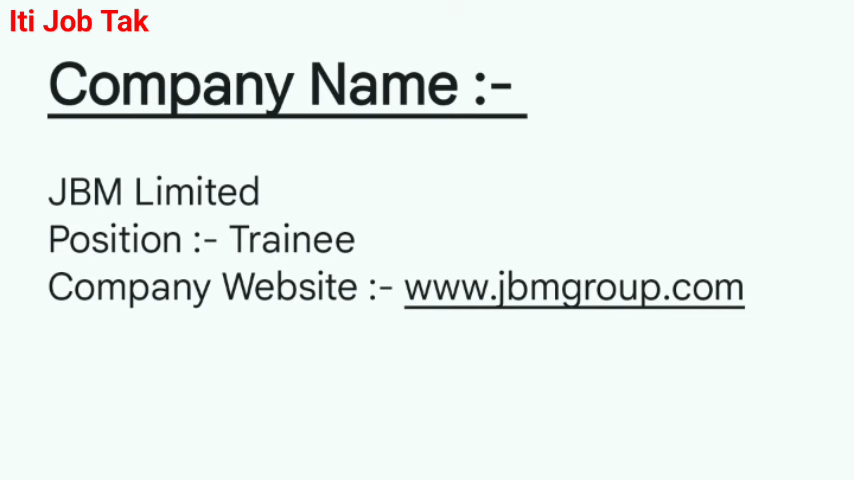 Iti Job Tak
Company Name :-
JBM Limited
Position :- Trainee
Company Website :- www.jbmgroup.com